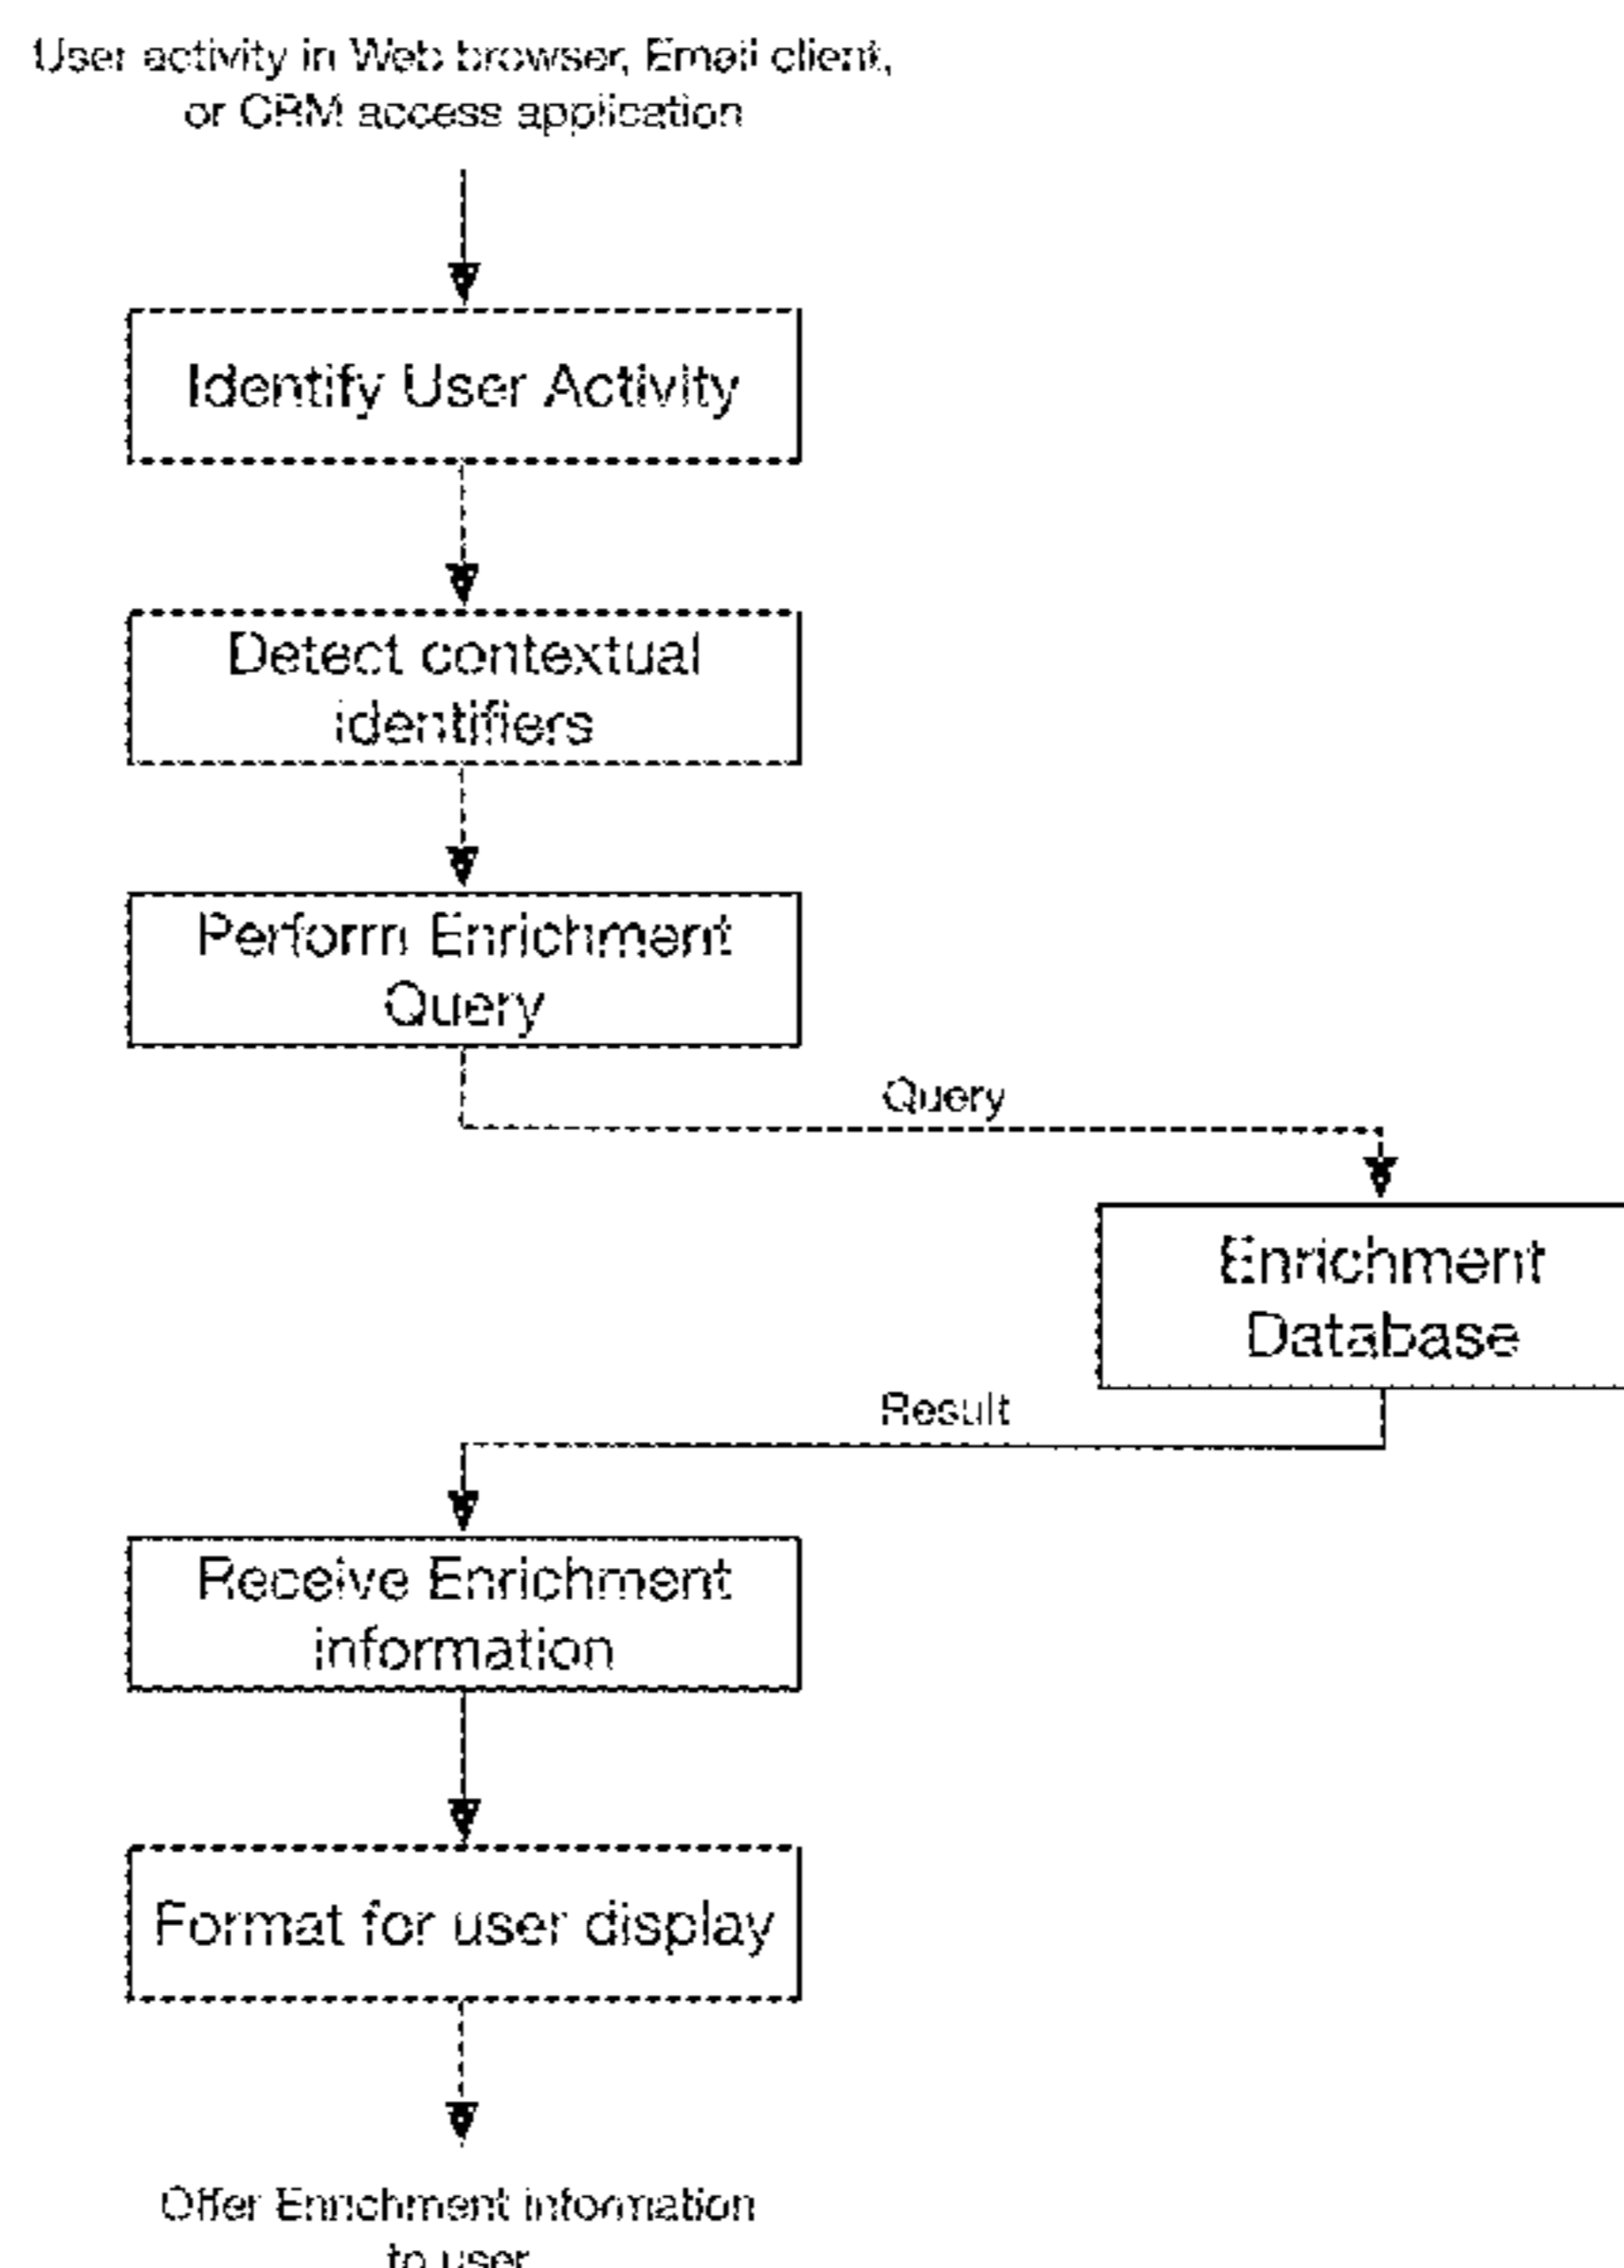 User activity in Web browser, Email client,
or CRM access application
Identify User Activity
Detect contextual
identifiers
Perform Enrichment
Query
Query
Enrichment
Database
Result
Receive Enrichment
information
Format for user display
Offer Enrichment information
to user